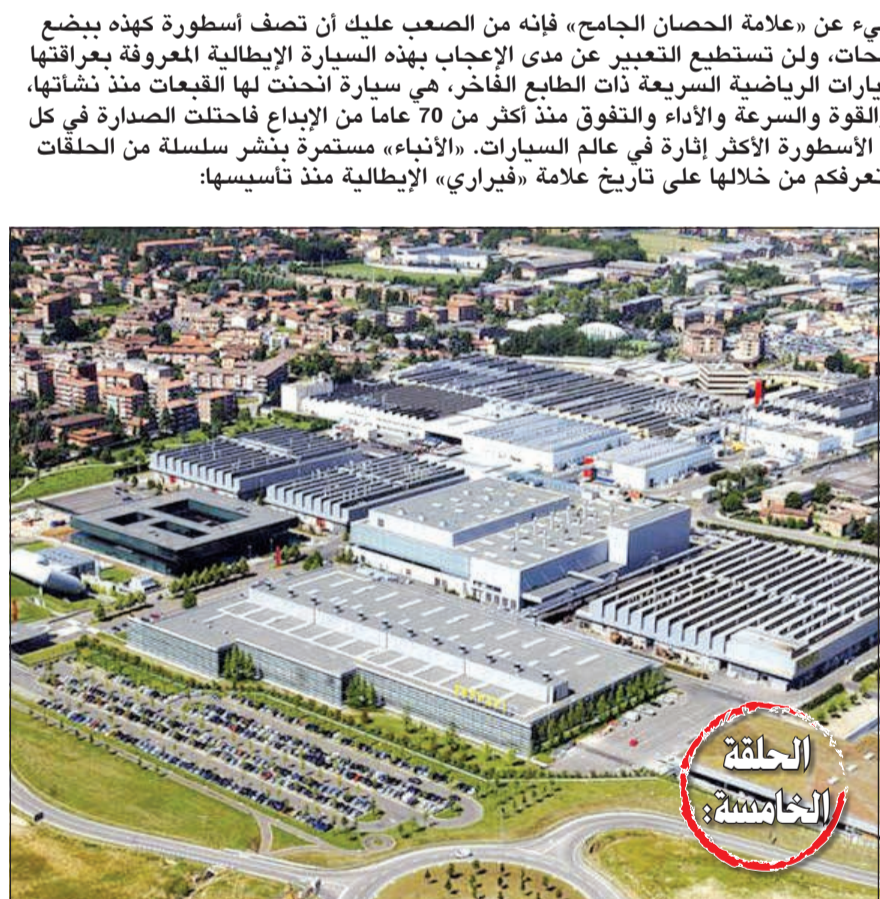 يء عن «علامة الحصان الجامح» فإنه من الصعب عليك أن تصف أسطورة كهذه ببضع
حات، ولن تستطيع التعبير عن مدى الإعجاب بهذه السيارة الإيطالية المعروفة بعراقتها
يارات الرياضية السريعة ذات الطابع الفاخر، هي سيارة انحنت لها القبعات منذ نشأتها،
القوة والسرعة والأداء والتفوق منذ أكثر من 70 عاما من الإبداع فاحتلت الصدارة في كل
الأسطورة الأكثر إثارة في عالم السيارات. «الأنباء» مستمرة بنشر سلسلة من الحلقات
تعرفكم من خلالها على تاريخ علامة «فيراري» الإيطالية منذ تأسيسها:
الحلقة
الخامسة: